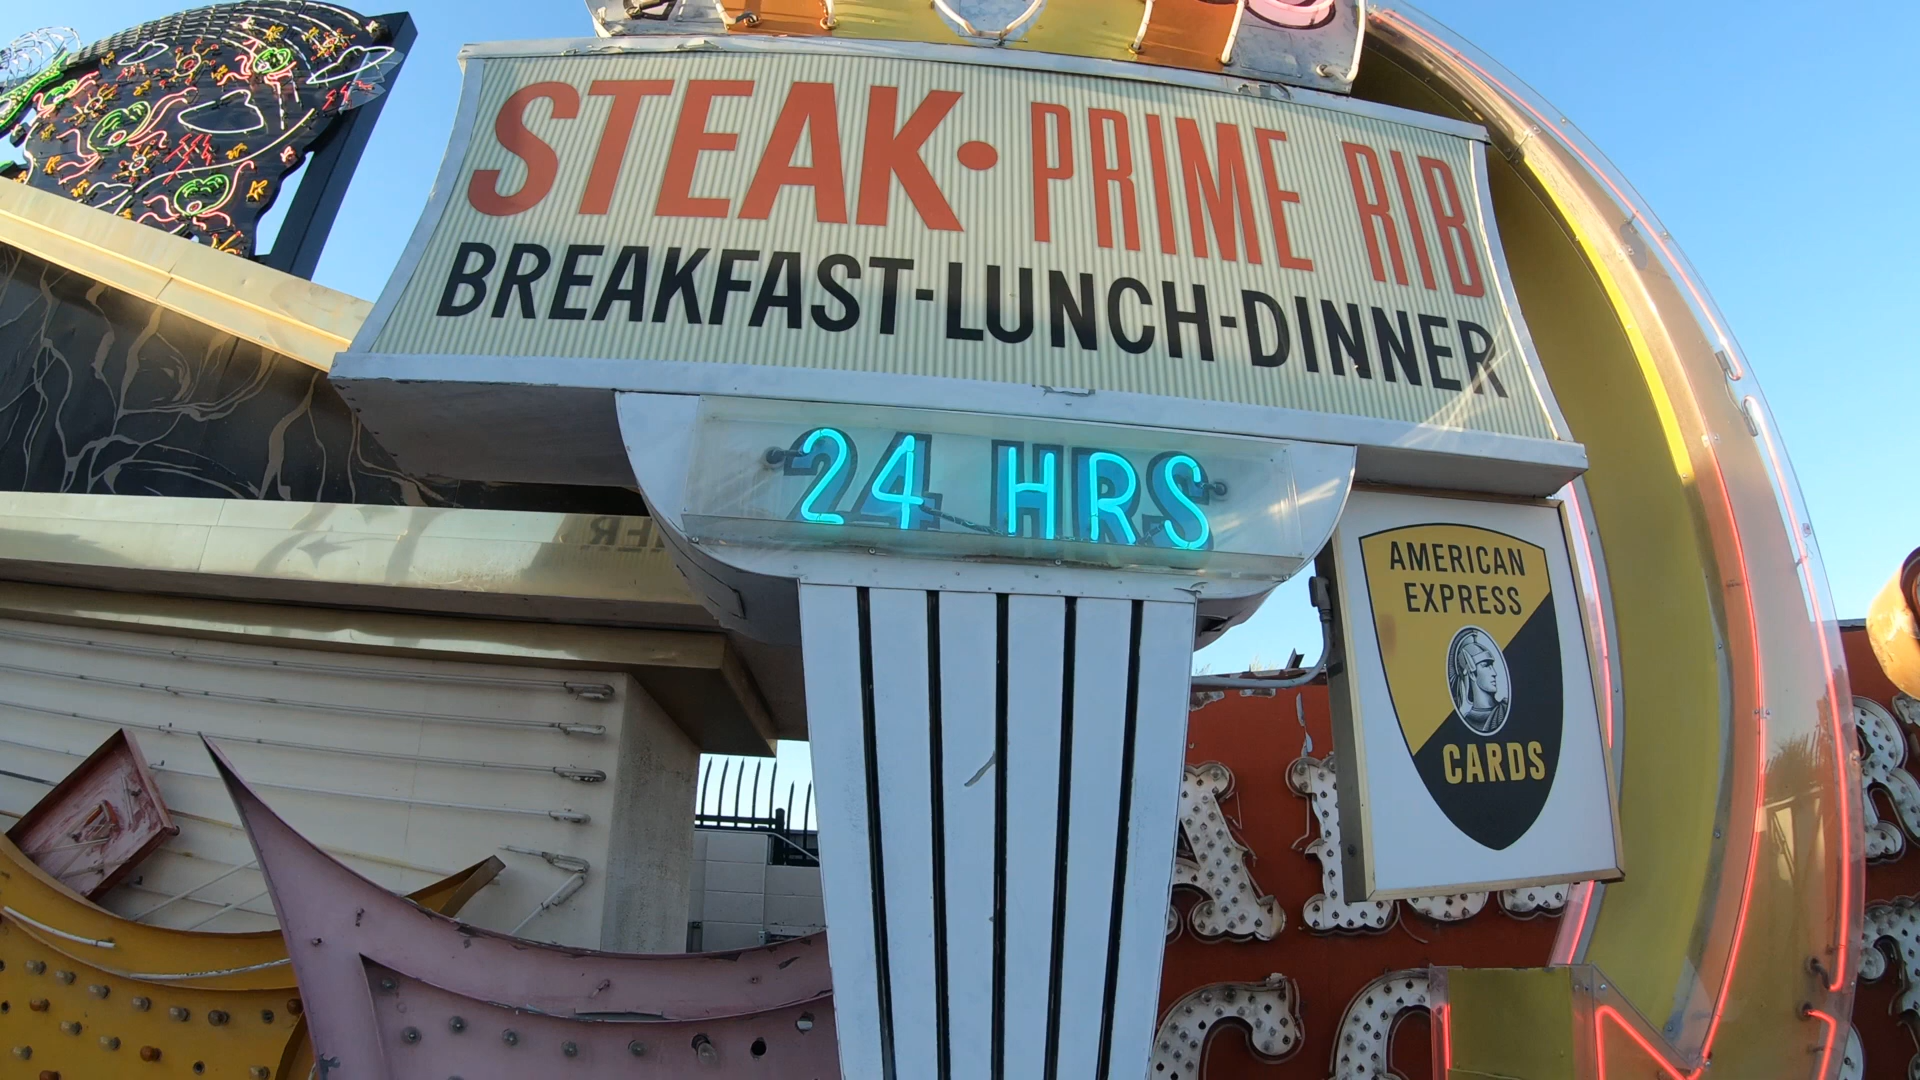 STEAK • PRIME RIB
BREAKFAST-LUNCH-DINNER
24 HRS
AMERICAN
EXPRESS
CARDS